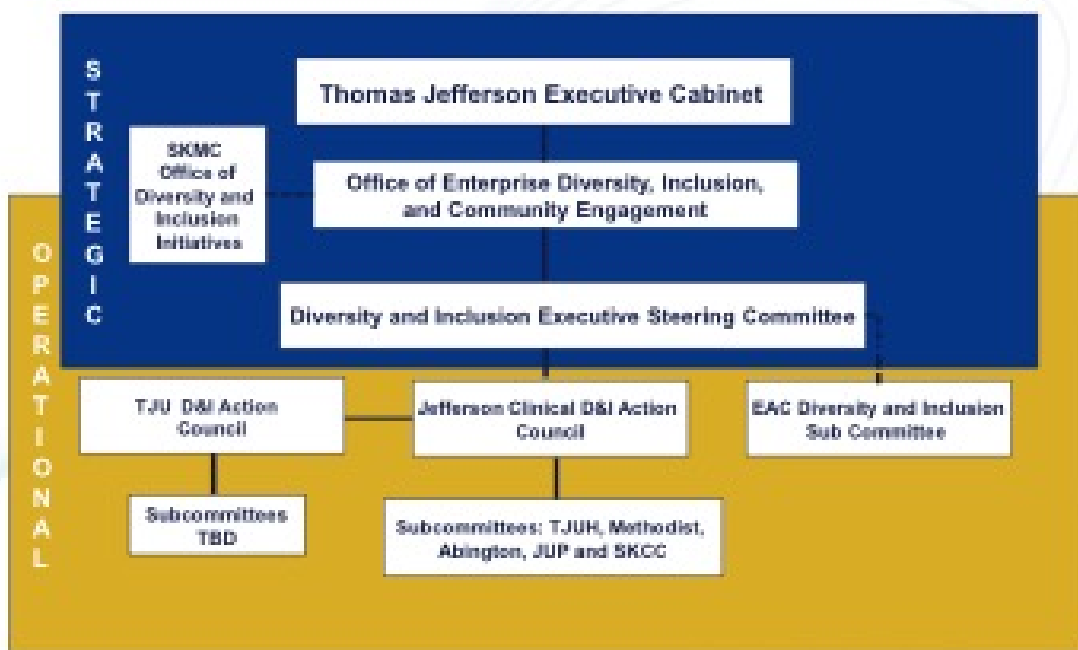 STRATEGIC
Thomas Jefferson Executive Cabinet
SKMC
Office of
Diversity and
Inclusion
Initiatives
Office of Enterprise Diversity, Inclusion,
and Community Engagement
Diversity and Inclusion Executive Steering Committee
OPERATIONAL
TJU D&I Action
Council
Jefferson Clinical D&I Action
Council
EAC Diversity and Inclusion
Sub Committee
Subcommittees
TBD
Subcommittees: TJUH, Methodist,
Abington, JUP and SKCC